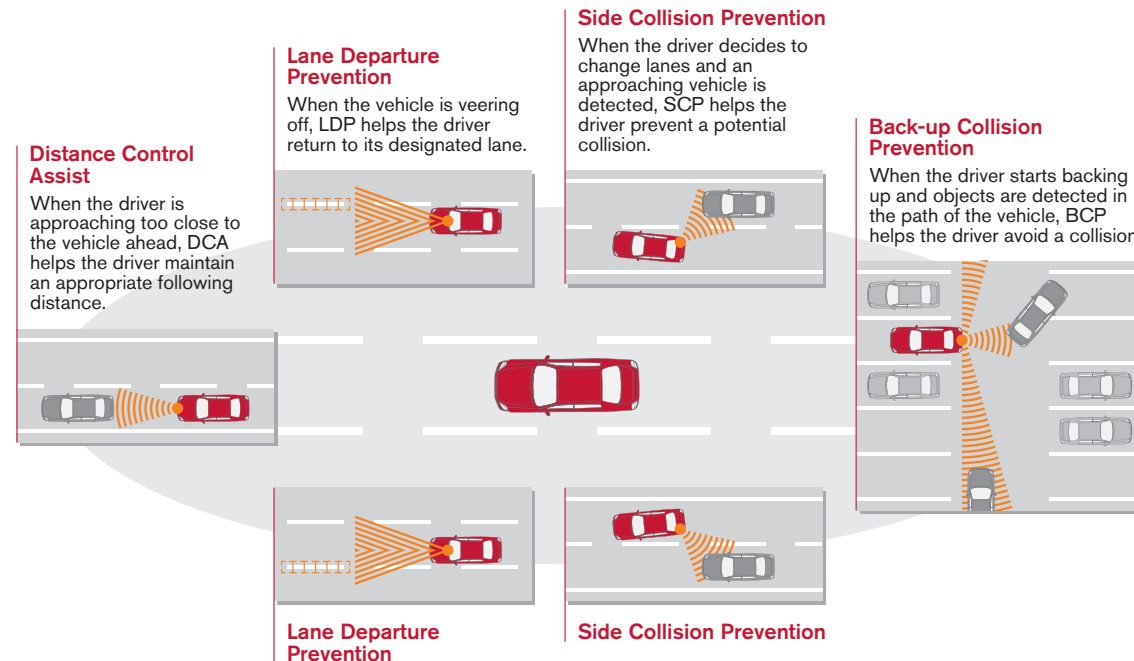 Distance Control
Assist
When the driver is
approaching too close to
the vehicle ahead, DCA
helps the driver maintain
an appropriate following
distance.
Lane Departure
Prevention
When the vehicle is veering
off, LDP helps the driver
return to its designated lane.
Side Collision Prevention
When the driver decides to
change lanes and an
approaching vehicle is
detected, SCP helps the
driver prevent a potential
collision.
Back-up Collision
Prevention
When the driver starts backing
up and objects are detected in
the path of the vehicle, BCP
helps the driver avoid a collision
Lane Departure
Prevention
Side Collision Prevention